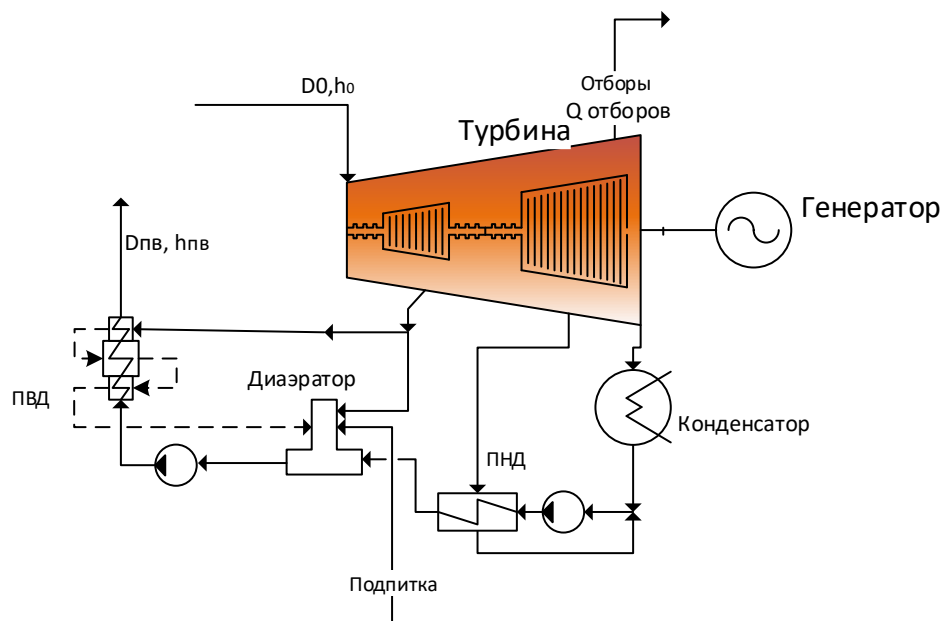 D0,h₀
Отборы
Q отборов
Турбина
Генератор
Dпв, hпв
ПВД
Диаэратор
ПНД
Конденсатор
Подпитка